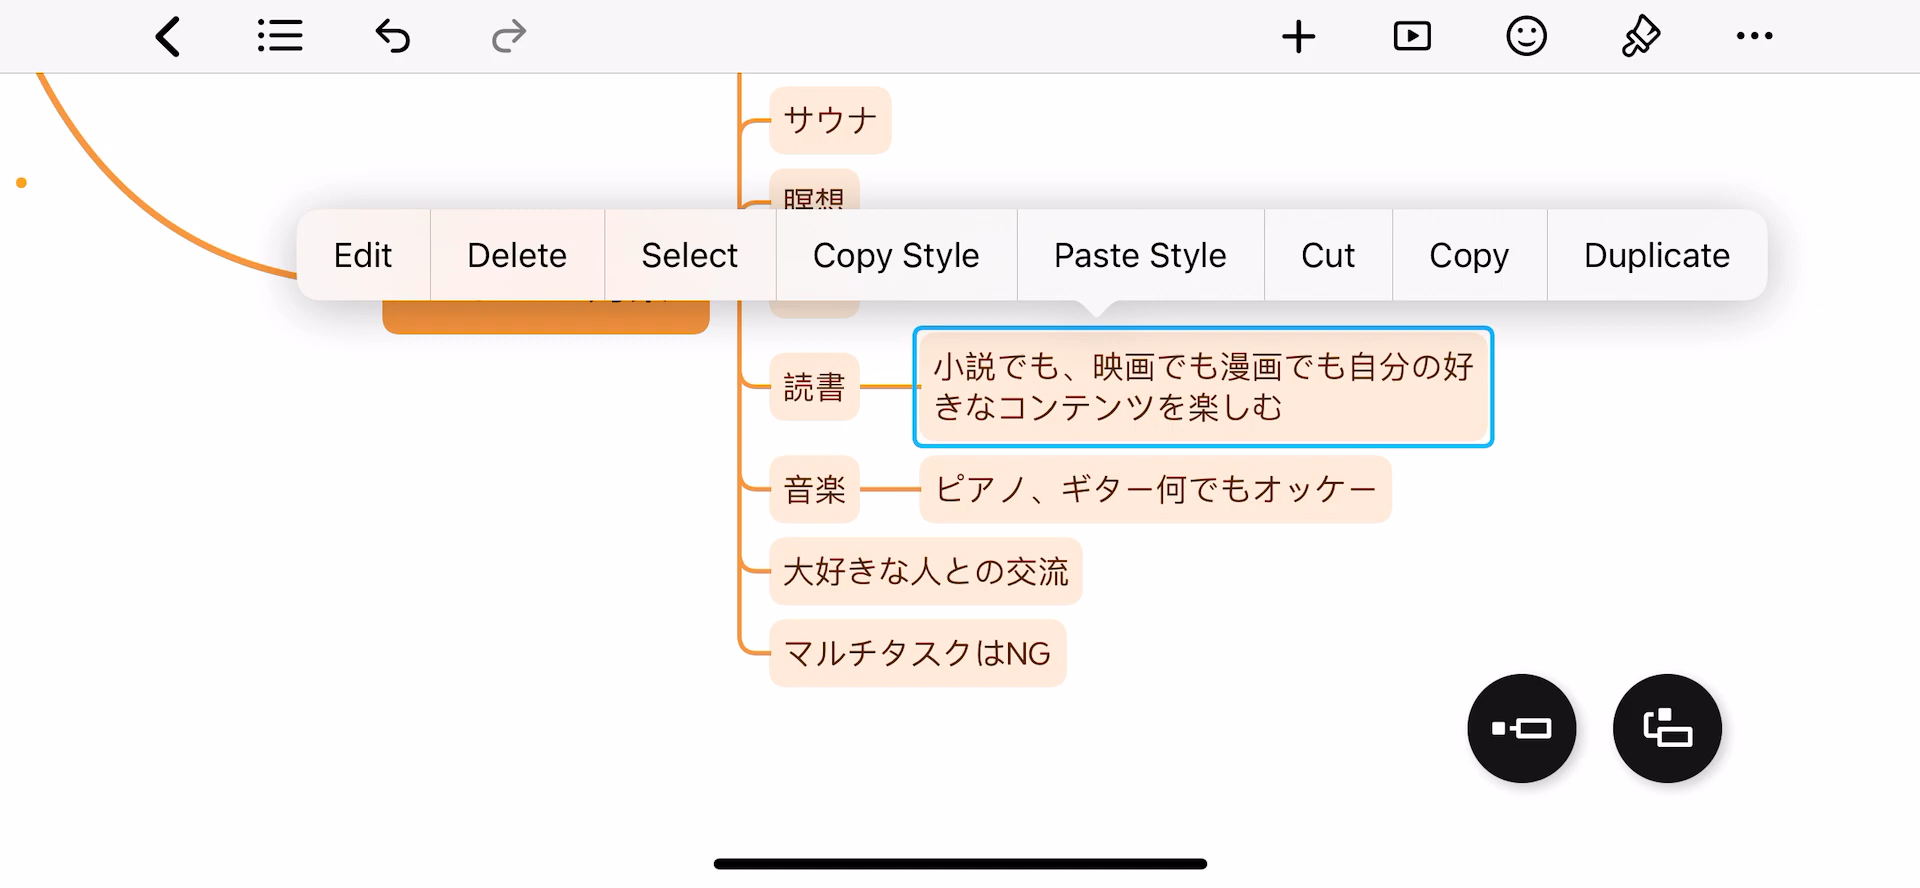 サウナ
瞑想
Edit
Delete
Select
Copy Style
Paste Style
Cut
Copy
Duplicate
読書
小説でも、映画でも漫画でも自分の好
きなコンテンツを楽しむ
音楽
ピアノ、ギター何でもオッケー
大好きな人との交流
マルチタスクはNG